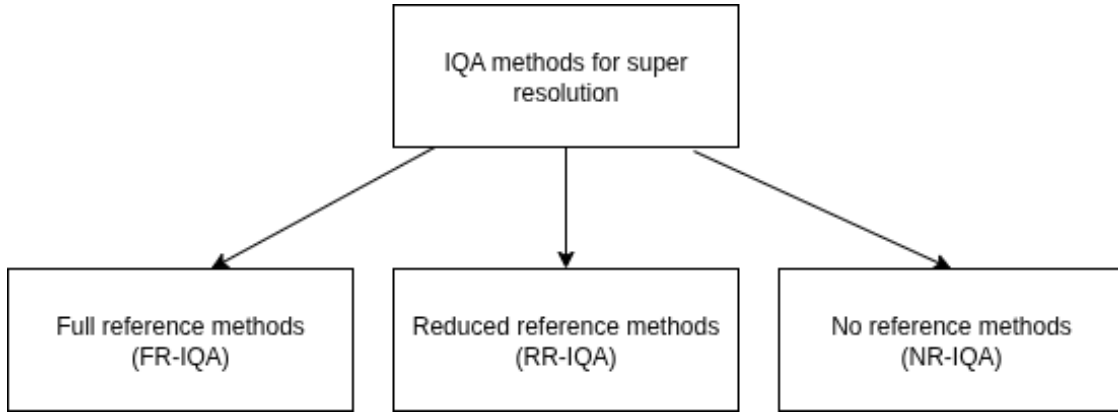 IQA methods for super
resolution
Full reference methods
(FR-IQA)
Reduced reference methods
(RR-IQA)
No reference methods
(NR-IQA)